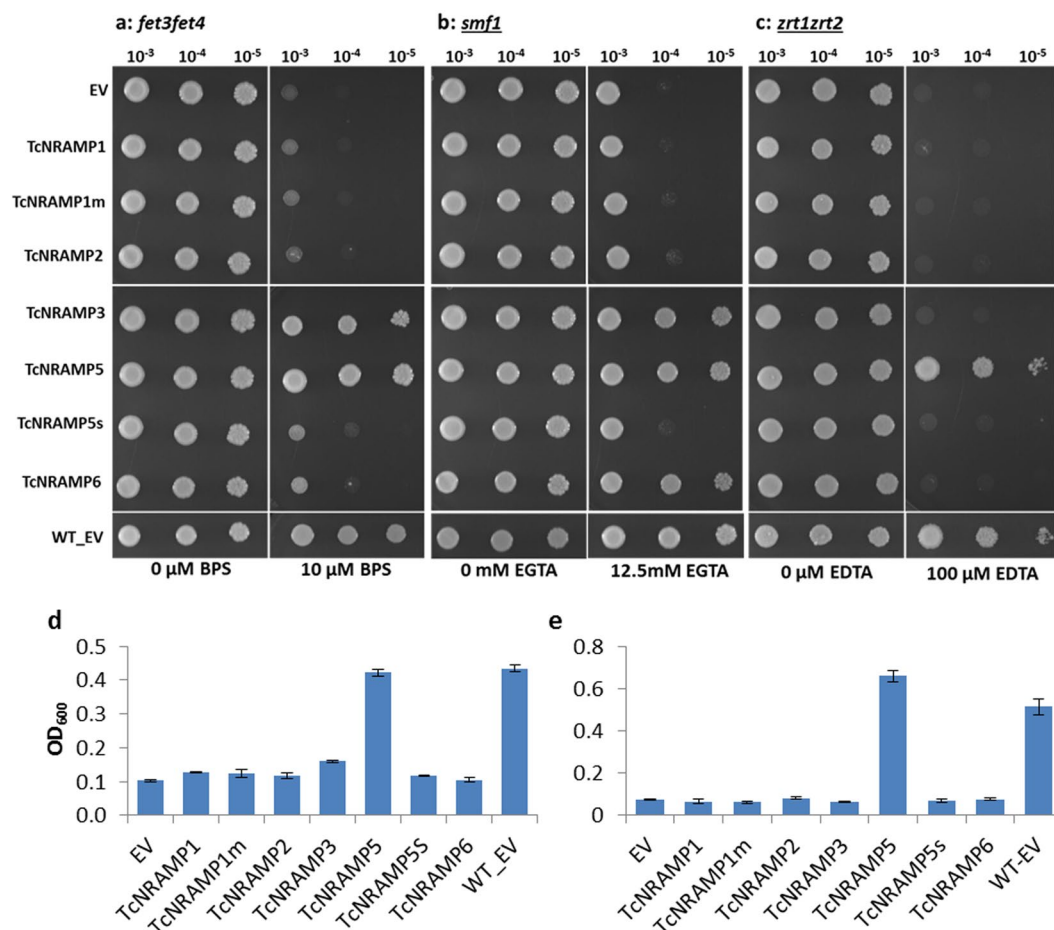 a: fet3fet4 b: smf1 c: zrt1zrt2
10-3 10-4 10-5 10-3 10-4 10-5 10-3 10-4 10-5 10-3 10-4 10-5 10-3 10-4 10-5 10-3 10-4 10-5
EV
TcNRAMP1
TcNRAMP1m
TcNRAMP2
TcNRAMP3
TcNRAMP5
TcNRAMP5s
TcNRAMP6
WT_EV
0 µM BPS 10 µM BPS 0 mM EGTA 12.5mM EGTA 0 µM EDTA 100 µM EDTA
d
OD600
0.5
0.4
0.3
0.2
0.1
0.0
EV TcNRAMP1 TcNRAMP1m TcNRAMP2 TcNRAMP3 TcNRAMP5 TcNRAMP5S TcNRAMP6 WT_EV
e
0.8
0.6
0.4
0.2
0
EV TcNRAMP1 TcNRAMP1m TcNRAMP2 TcNRAMP3 TcNRAMP5 TcNRAMP5s TcNRAMP6 WT-EV